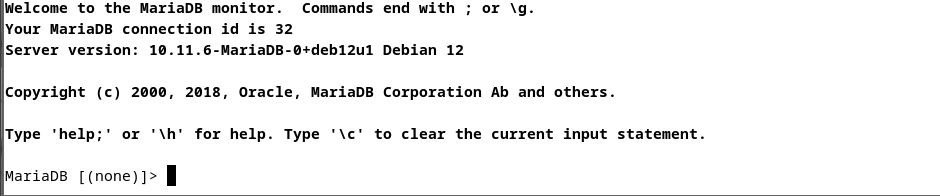 Welcome to the MariaDB monitor.  Commands end with ; or \g.
Your MariaDB connection id is 32
Server version: 10.11.6-MariaDB-0+deb12u1 Debian 12
Copyright (c) 2000, 2018, Oracle, MariaDB Corporation Ab and others.
Type 'help;' or '\h' for help. Type '\c' to clear the current input statement.
MariaDB [(none)]>